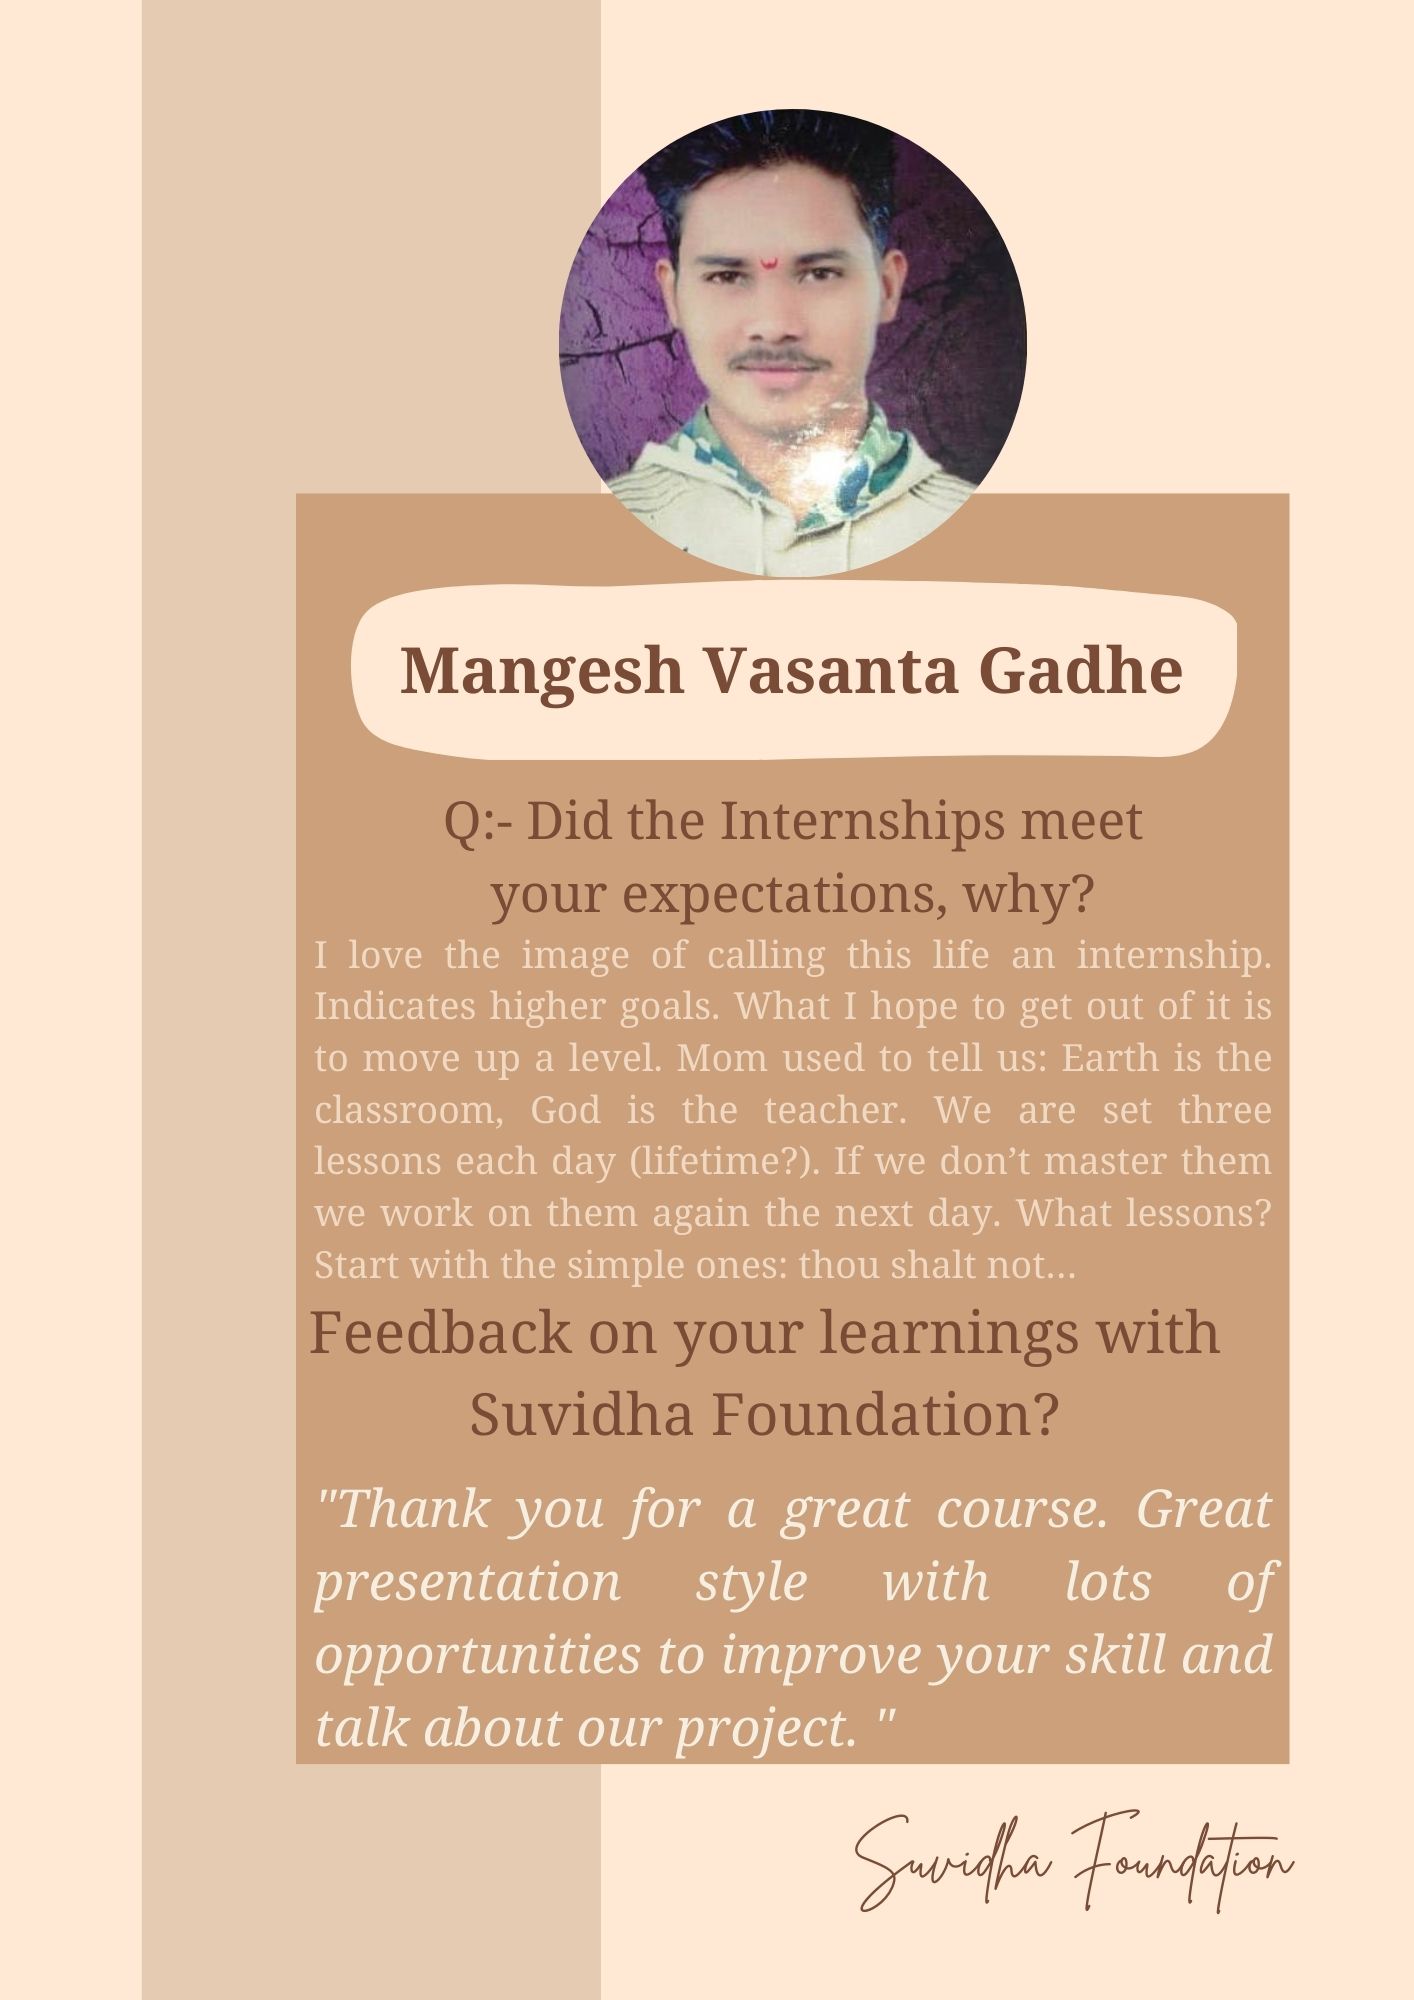 Mangesh Vasanta Gadhe
Q:- Did the Internships meet
your expectations, why?
I love the image of calling this life an internship.
Indicates higher goals. What I hope to get out of it is
to move up a level. Mom used to tell us: Earth is the
classroom, God is the teacher. We are set three
lessons each day (lifetime?). If we don’t master them
we work on them again the next day. What lessons?
Start with the simple ones: thou shalt not…
Feedback on your learnings with
Suvidha Foundation?
"Thank you for a great course. Great
presentation style with lots of
opportunities to improve your skill and
talk about our project. "
Suvidha Foundation